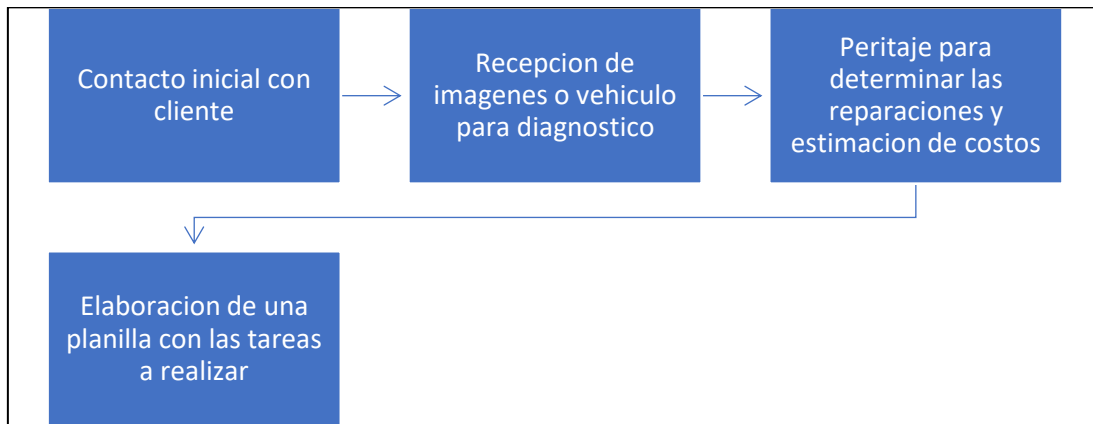 Contacto inicial con
cliente
Recepcion de
imagenes o vehiculo
para diagnostico
Peritaje para
determinar las
reparaciones y
estimacion de costos
Elaboracion de una
planilla con las tareas
a realizar